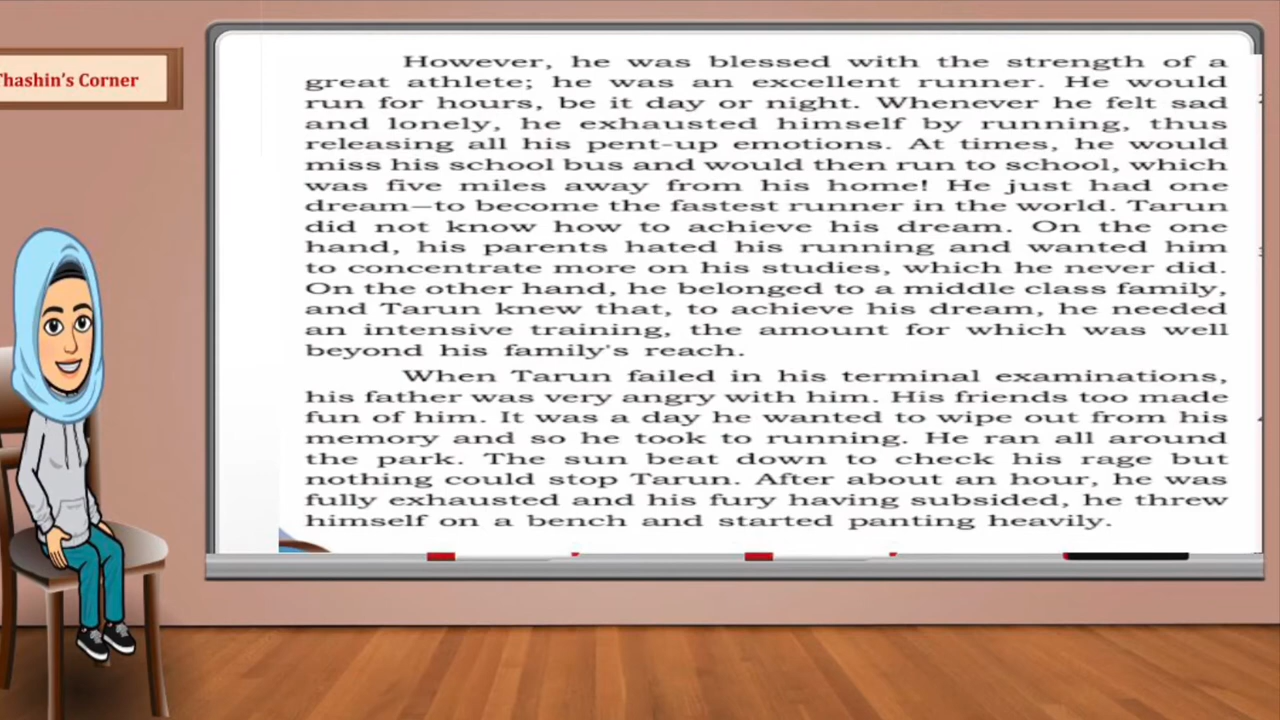 Thashin's Corner
However, he was blessed with the strength of a
great athlete; he was an excellent runner. He would
run for hours, be it day or night. Whenever he felt sad
and lonely, he exhausted himself by running, thus
releasing all his pent-up emotions. At times, he would
miss his school bus and would then run to school, which
was five miles away from his home! He just had one
dream—to become the fastest runner in the world. Tarun
did not know how to achieve his dream. On the one
hand, his parents hated his running and wanted him
to concentrate more on his studies, which he never did.
On the other hand, he belonged to a middle class family,
and Tarun knew that, to achieve his dream, he needed
an intensive training, the amount for which was well
beyond his family's reach.
When Tarun failed in his terminal examinations,
his father was very angry with him. His friends too made
fun of him. It was a day he wanted to wipe out from his
memory and so he took to running. He ran all around
the park. The sun beat down to check his rage but
nothing could stop Tarun. After about an hour, he was
fully exhausted and his fury having subsided, he threw
himself on a bench and started panting heavily.